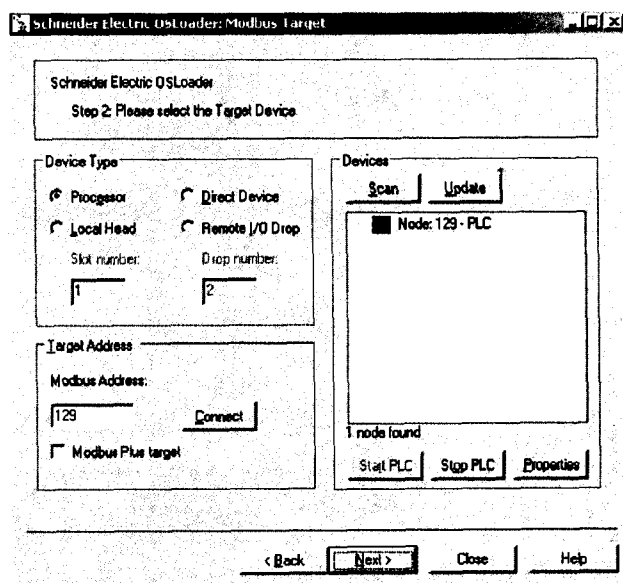 Schneider Electric OSLoader: Modbus Target
Schneider Electric OSLoader
Step 2: Please select the Target Device
Device Type
Processor
Direct Device
Local Head
Remote I/O Drop
Slot number:
Drop number:
1
2
Target Address
Modbus Address:
129
Connect
Modbus Plus target
Devices
Scan
Update
Node: 129 - PLC
1 node found
Start PLC
Stop PLC
Properties
< Back
Next >
Close
Help